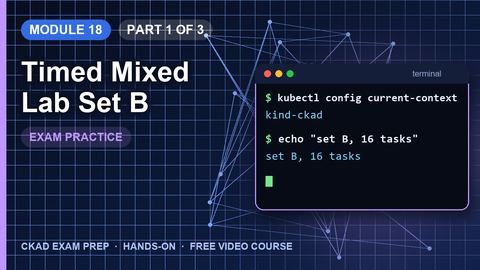 MODULE 18
PART 1 OF 3
Timed Mixed
Lab Set B
EXAM PRACTICE
terminal
$ kubectl config current-context
kind-ckad
$ echo "set B, 16 tasks"
set B, 16 tasks
CKAD EXAM PREP · HANDS-ON · FREE VIDEO COURSE